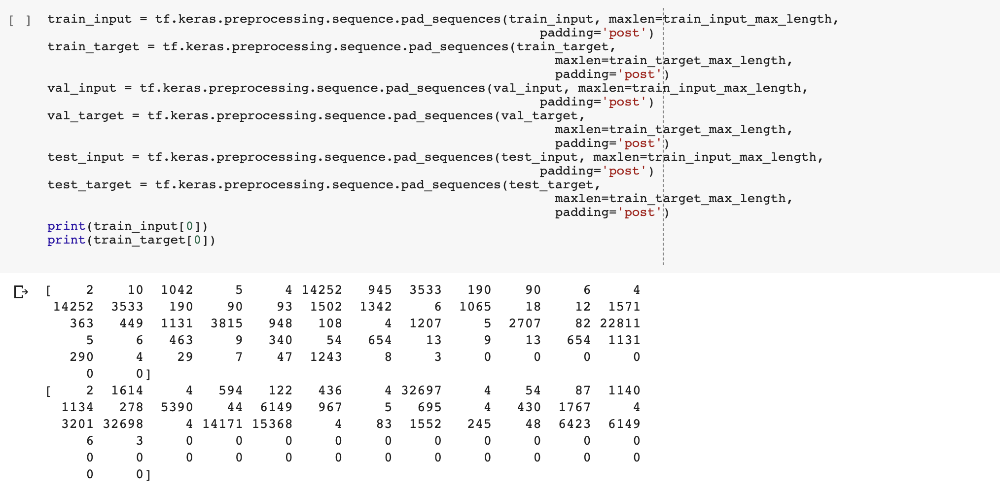 [ ] train_input = tf.keras.preprocessing.sequence.pad_sequences(train_input, maxlen=train_input_max_length,
padding='post')
train_target = tf.keras.preprocessing.sequence.pad_sequences(train_target,
maxlen=train_target_max_length,
padding='post')
val_input = tf.keras.preprocessing.sequence.pad_sequences(val_input, maxlen=train_input_max_length,
padding='post')
val_target = tf.keras.preprocessing.sequence.pad_sequences(val_target,
maxlen=train_target_max_length,
padding='post')
test_input = tf.keras.preprocessing.sequence.pad_sequences(test_input, maxlen=train_input_max_length,
padding='post')
test_target = tf.keras.preprocessing.sequence.pad_sequences(test_target,
maxlen=train_target_max_length,
padding='post')
print(train_input[0])
print(train_target[0])
[ 2 10 1042 5 4 14252 945 3533 190 90 6 4
14252 3533 190 90 93 1502 1342 6 1065 18 12 1571
363 449 1131 3815 948 108 4 1207 5 2707 82 22811
5 6 463 9 340 54 654 13 9 13 654 1131
290 4 29 7 47 1243 8 3 0 0 0 0
0 0]
[ 2 1614 4 594 122 436 4 32697 4 54 87 1140
1134 278 5390 44 6149 967 5 695 4 430 1767 4
3201 32698 4 14171 15368 4 83 1552 245 48 6423 6149
6 3 0 0 0 0 0 0 0 0 0 0
0 0 0 0 0 0 0 0 0 0 0 0
0 0]